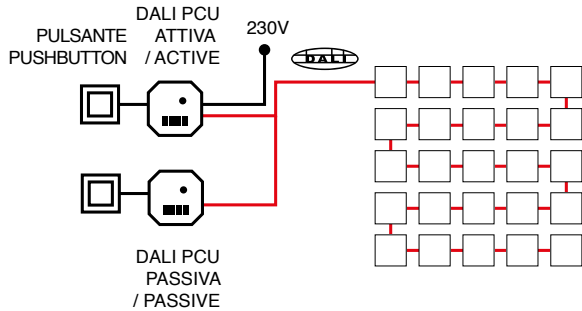 PULSANTE
PUSHBUTTON
DALI PCU
ATTIVA
/ ACTIVE
230V
DALI
DALI PCU
PASSIVA
/ PASSIVE